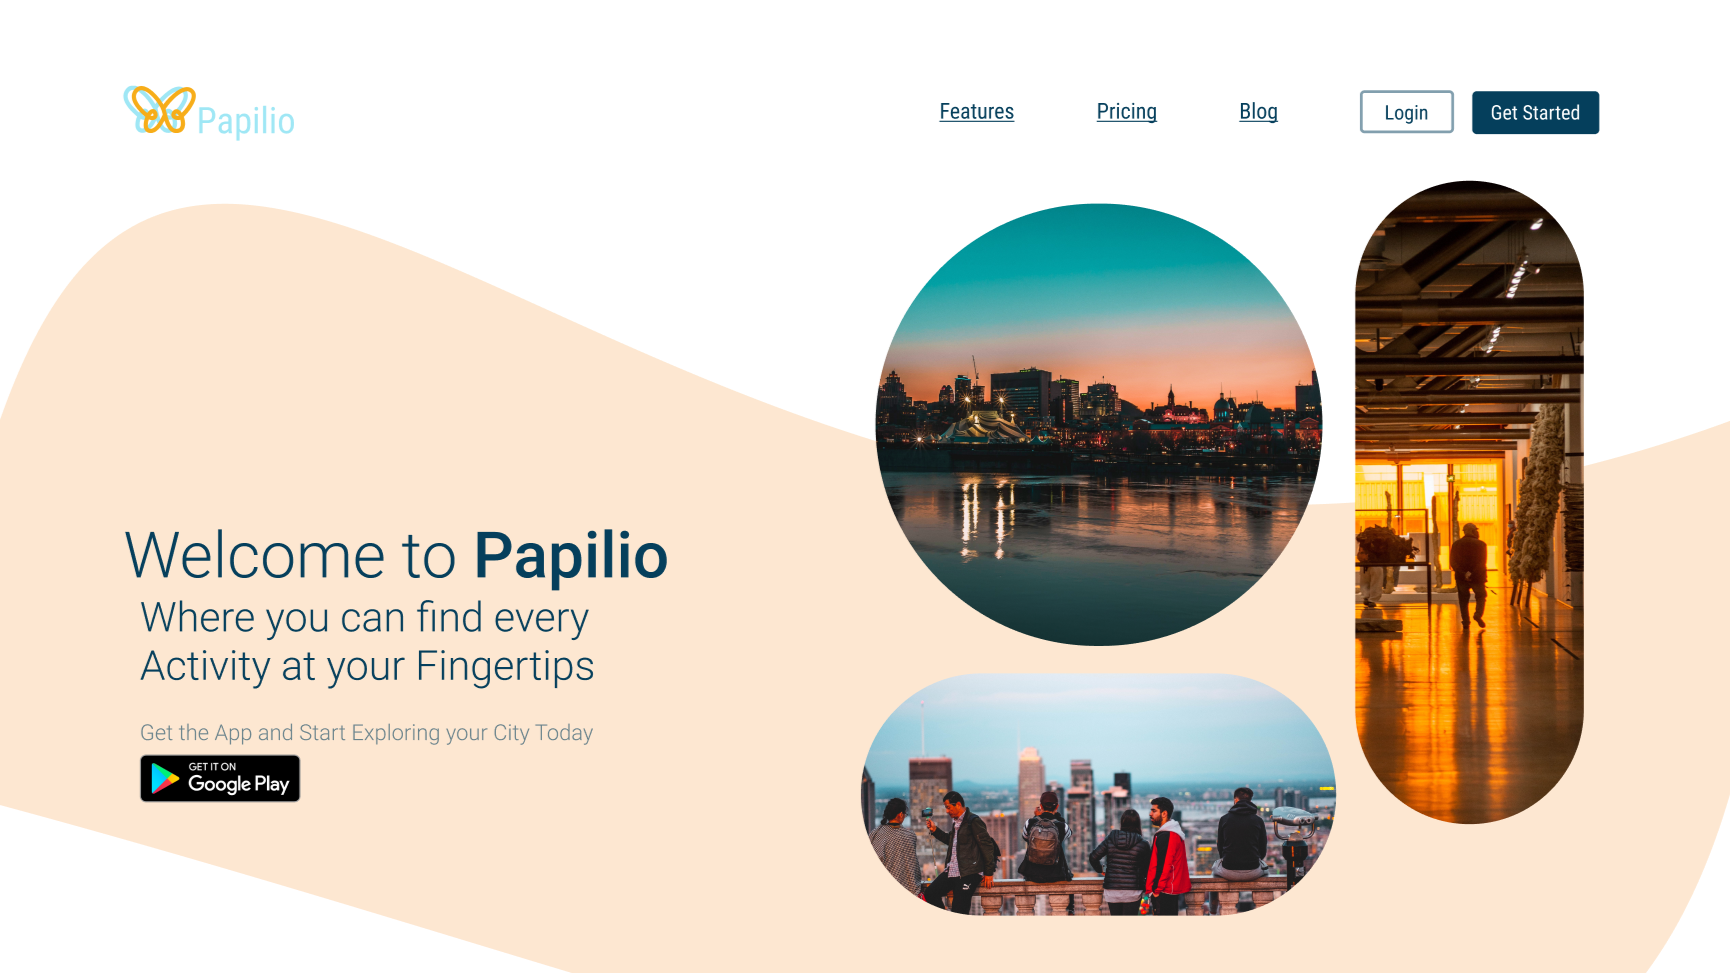 Papilio
Features
Pricing
Blog
Login
Get Started
Welcome to Papilio
Where you can find every
Activity at your Fingertips
Get the App and Start Exploring your City Today
GET IT ON
Google Play